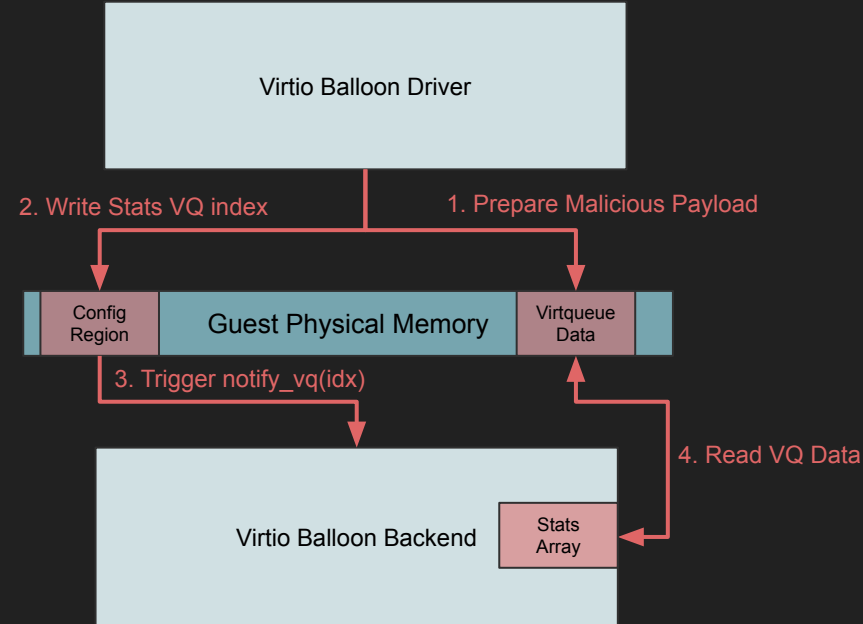 Virtio Balloon Driver
2. Write Stats VQ index
1. Prepare Malicious Payload
Config
Region
Guest Physical Memory
Virtqueue
Data
3. Trigger notify_vq(idx)
4. Read VQ Data
Virtio Balloon Backend
Stats
Array